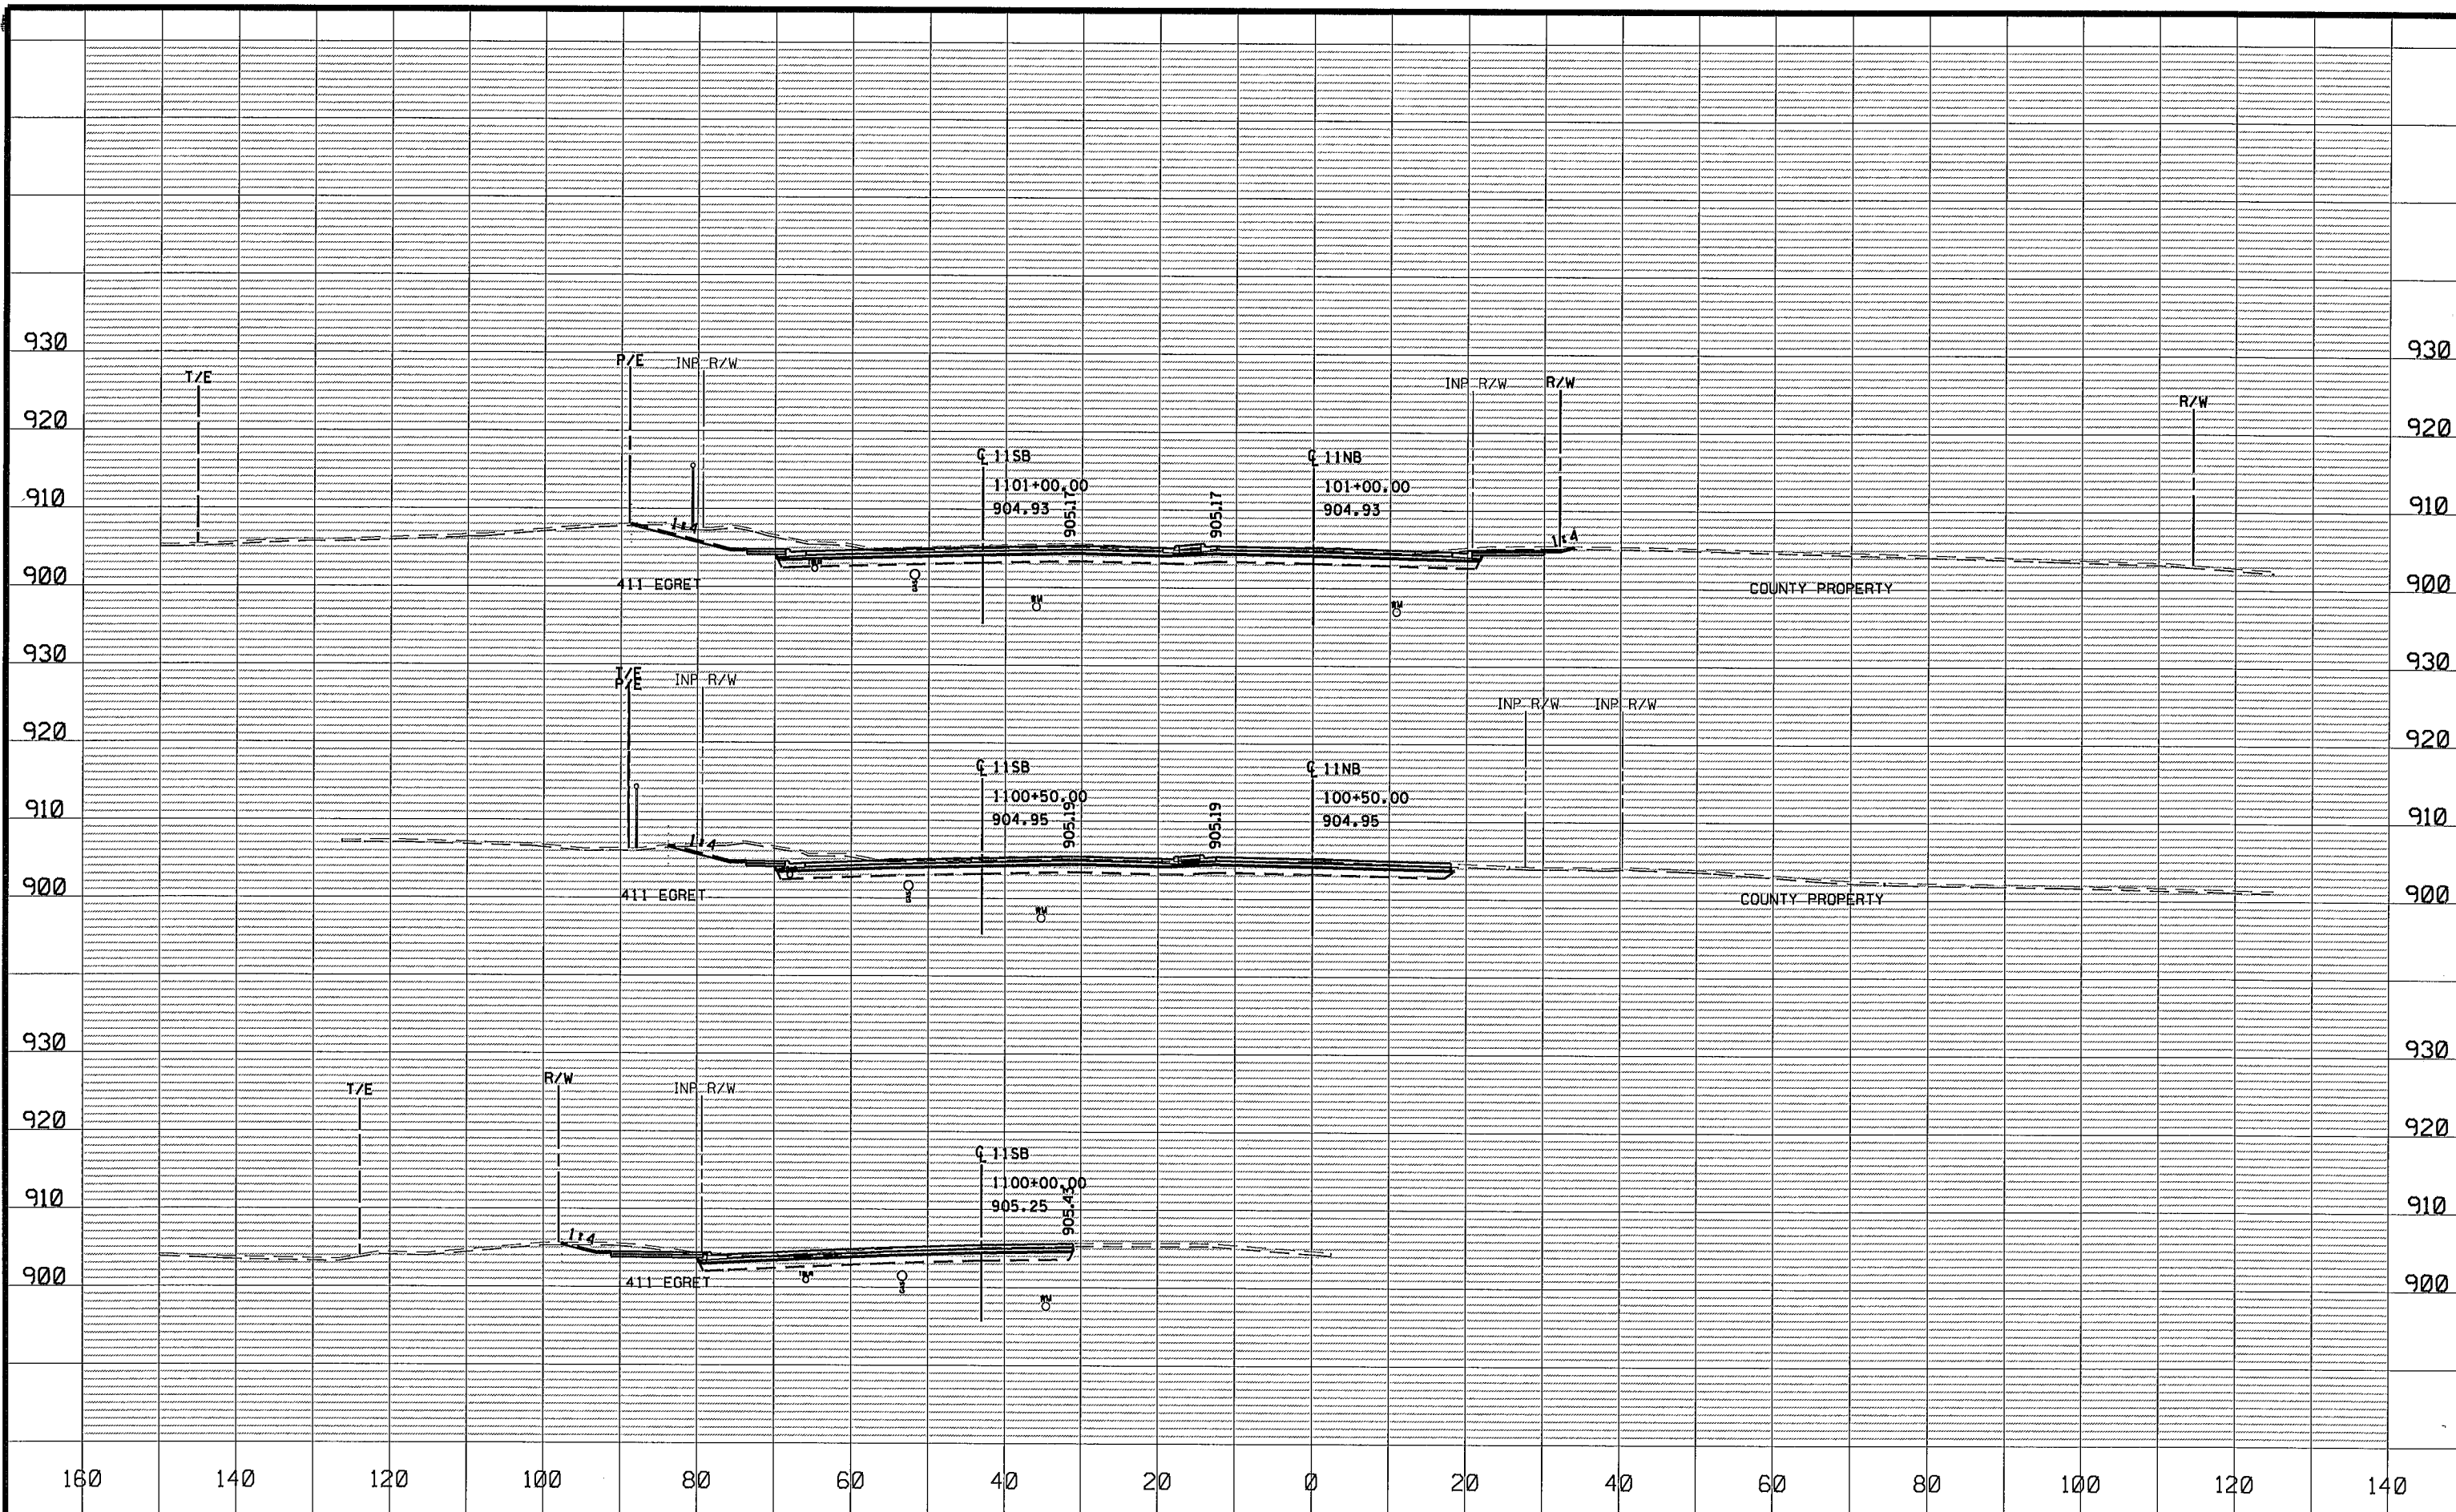 930
930
P/E
INP R/W
T/E
INP R/W
R/W
R/W
920
920
℄ 11SB
℄ 11NB
1101+00.00
101+00.00
904.93
904.93
905.17
905.17
910
910
1:4
1:4
900
900
411 EGRET
COUNTY PROPERTY
WM
WM
930
930
T/E
P/E
INP R/W
INP R/W
INP R/W
920
920
℄ 11SB
℄ 11NB
1100+50.00
100+50.00
904.95
904.95
905.19
905.19
910
910
1:4
900
900
411 EGRET
COUNTY PROPERTY
WM
930
930
T/E
R/W
INP R/W
920
920
℄ 11SB
1100+00.00
905.25
905.43
910
910
1:4
900
900
411 EGRET
WM
160 140 120 100 80 60 40 20 0 20 40 60 80 100 120 140